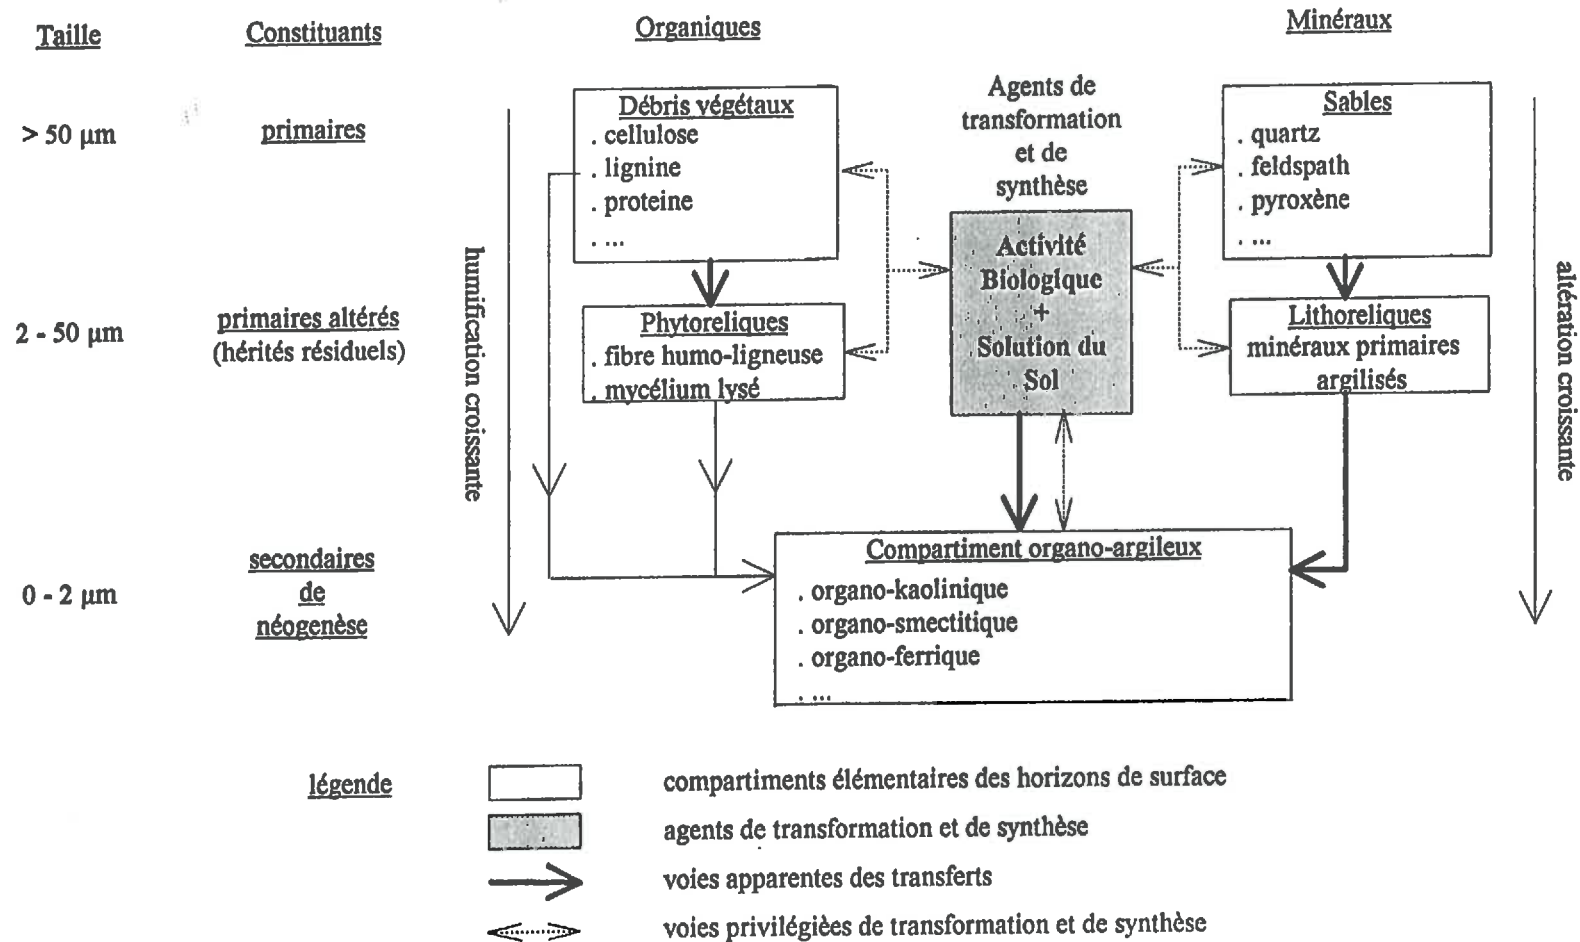 Taille
Constituants
Organiques
Minéraux
> 50 µm
primaires
Débris végétaux
. cellulose
. lignine
. proteine
. ...
Agents de
transformation
et de
synthèse
Sables
. quartz
. feldspath
. pyroxène
. ...
humification croissante
altération croissante
Activité
Biologique
+
Solution du
Sol
2 - 50 µm
primaires altérés
(hérités résiduels)
Phytoreliques
. fibre humo-ligneuse
. mycélium lysé
Lithoreliques
minéraux primaires
argilisés
0 - 2 µm
secondaires
de
néogenèse
Compartiment organo-argileux
. organo-kaolinique
. organo-smectitique
. organo-ferrique
. ...
légende
compartiments élémentaires des horizons de surface
agents de transformation et de synthèse
voies apparentes des transferts
voies privilégièes de transformation et de synthèse